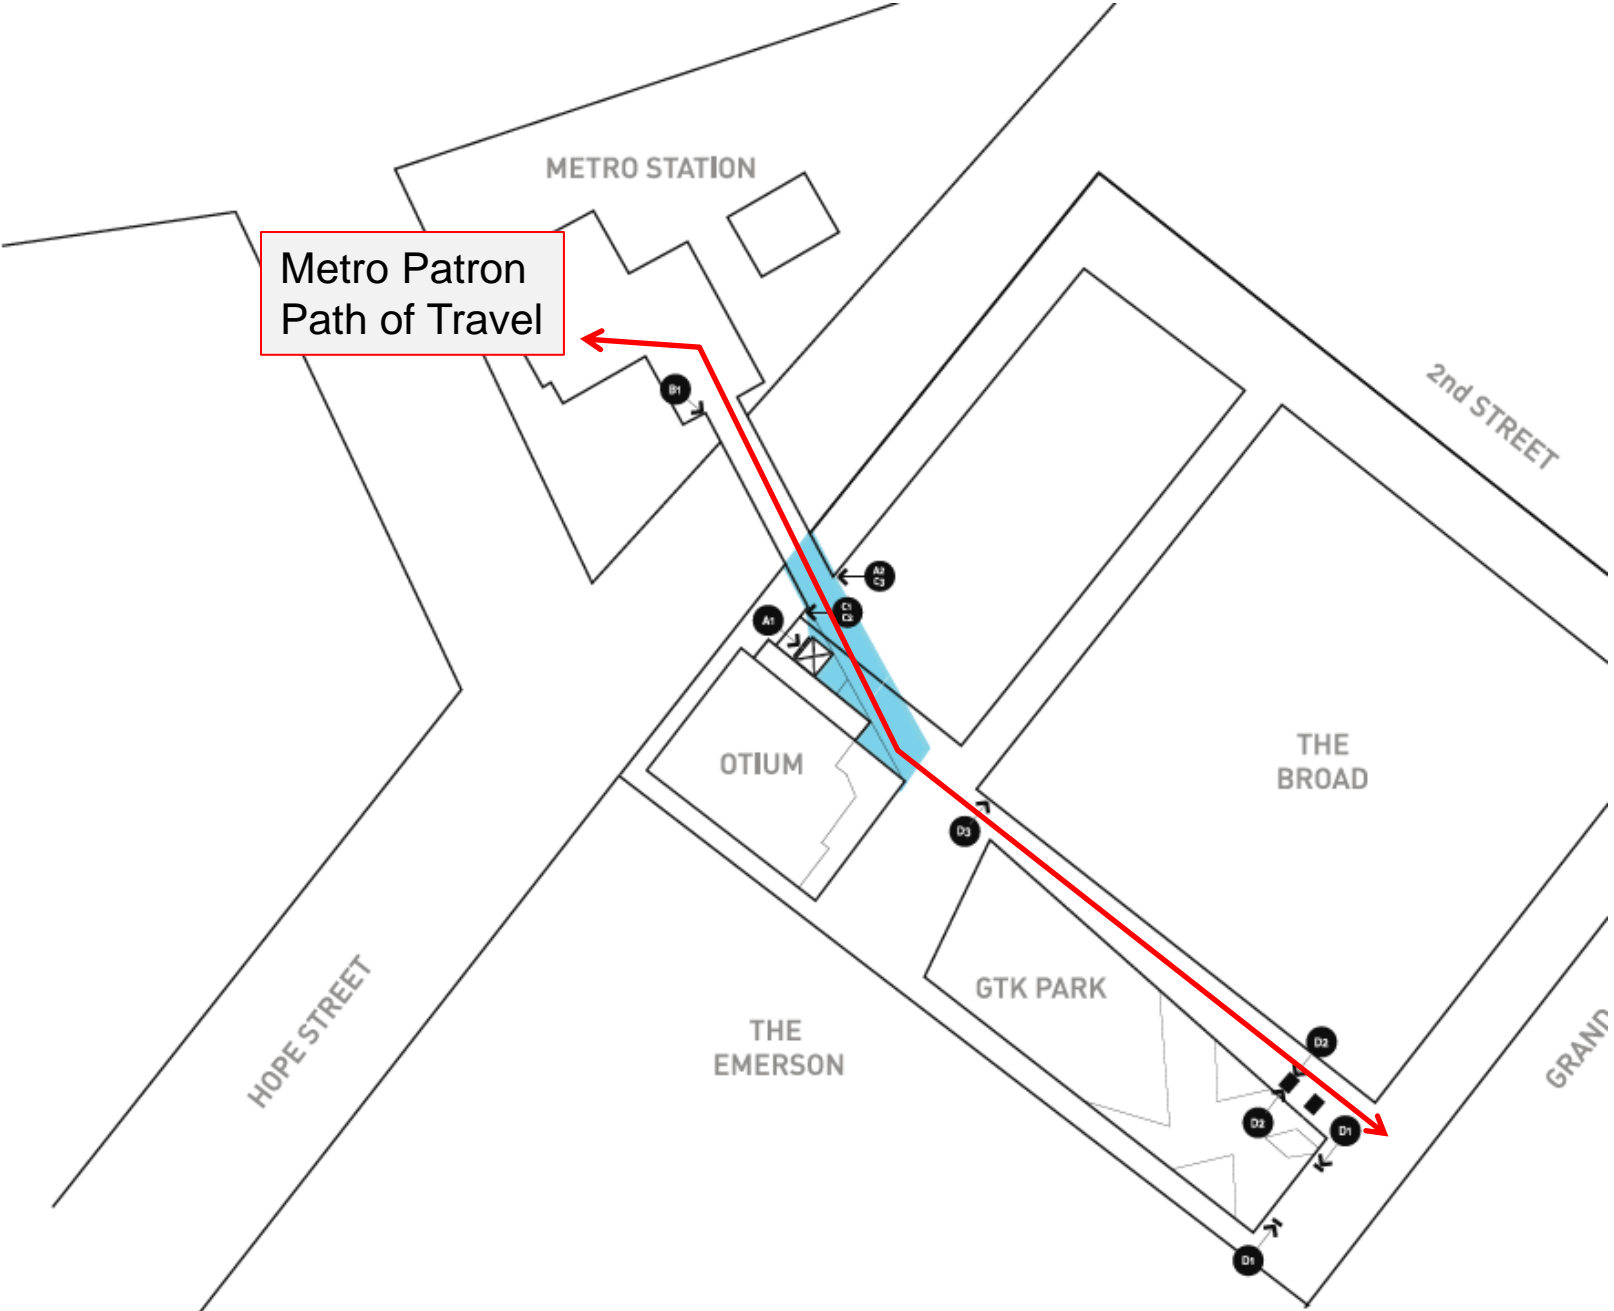 METRO STATION
Metro Patron
Path of Travel
B1
2nd STREET
A2
C3
C1
C2
A1
OTIUM
THE
BROAD
D3
HOPE STREET
GTK PARK
THE
EMERSON
GRAND
D2
D2
D1
D1